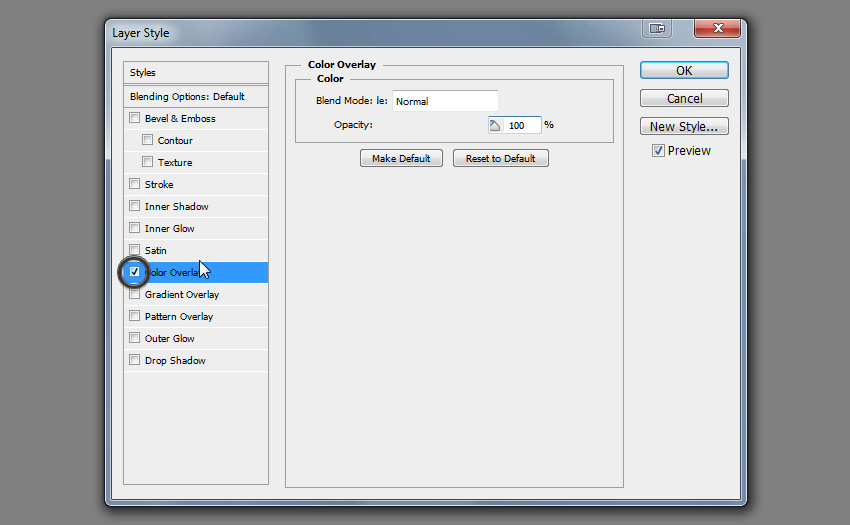 Layer Style
Styles
Blending Options: Default
Bevel & Emboss
Contour
Texture
Stroke
Inner Shadow
Inner Glow
Satin
Color Overlay
Gradient Overlay
Pattern Overlay
Outer Glow
Drop Shadow
Color Overlay
Color
Blend Mode: le: Normal
Opacity: 100 %
Make Default Reset to Default
OK
Cancel
New Style...
Preview